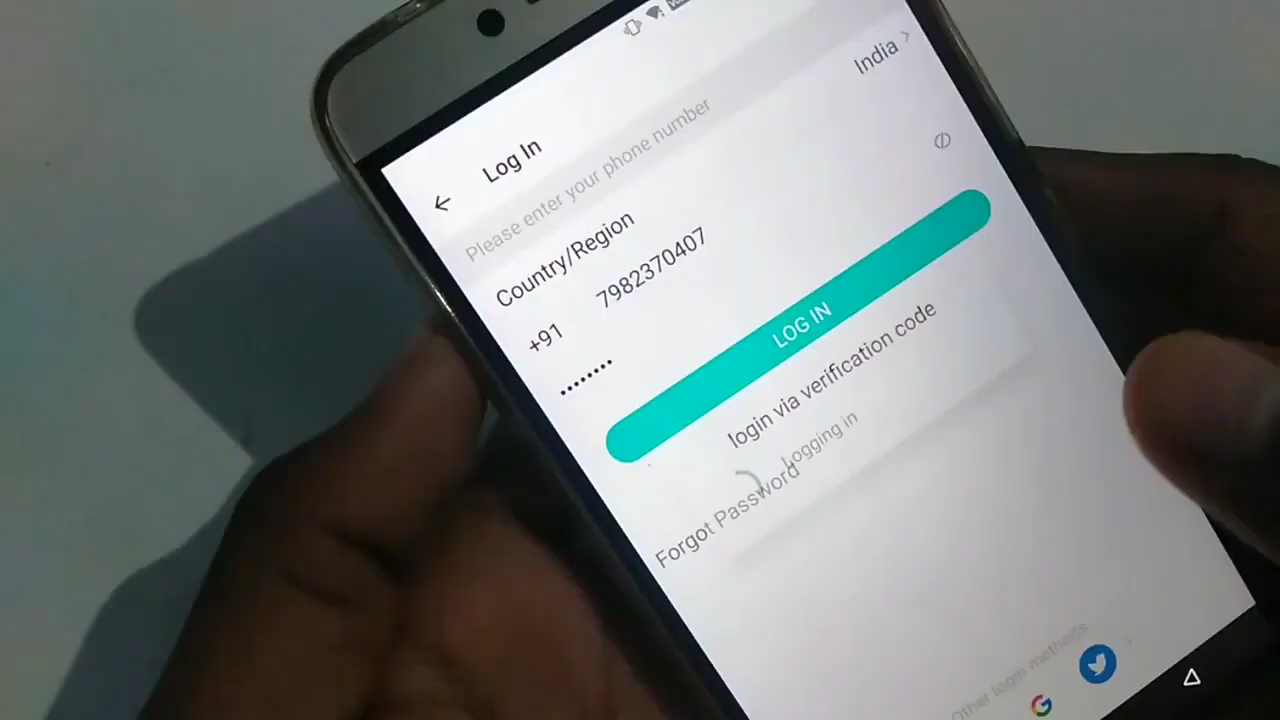 Log In
Please enter your phone number
Country/Region India
+91 7982370407
••••••••
LOG IN
login via verification code
Logging in
Forgot Password
Other login methods